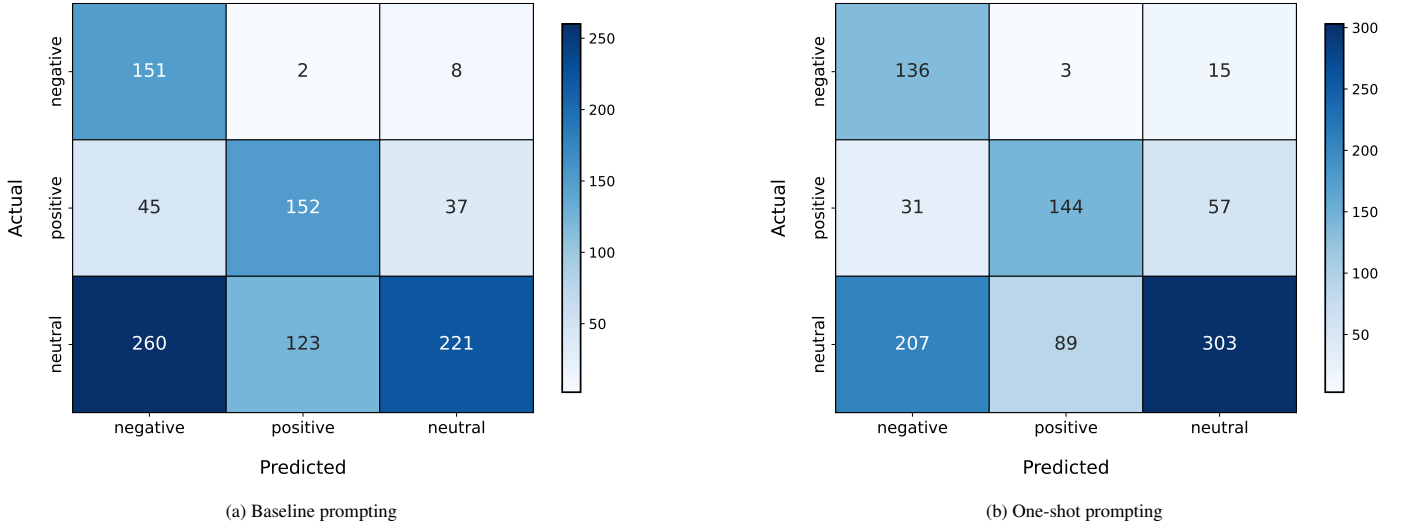 negative 151 2 8
positive 45 152 37
neutral 260 123 221
negative positive neutral
Predicted
Actual
250
200
150
100
50
(a) Baseline prompting
negative 136 3 15
positive 31 144 57
neutral 207 89 303
negative positive neutral
Predicted
Actual
300
250
200
150
100
50
(b) One-shot prompting